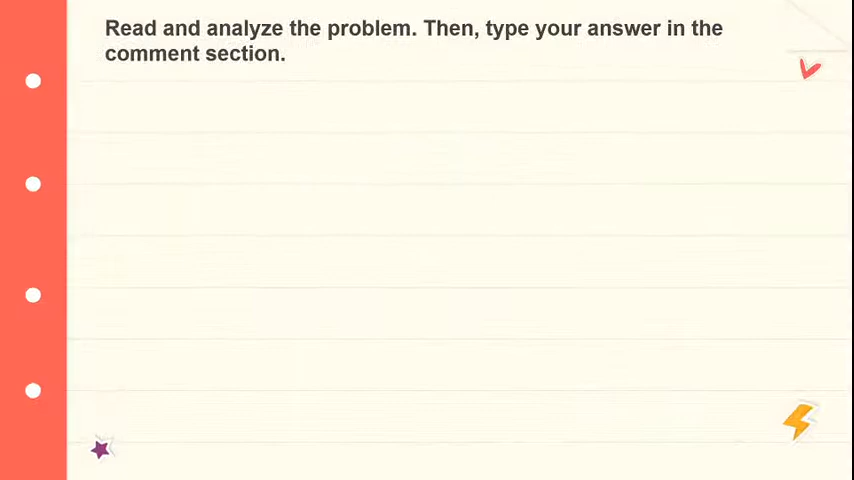 Read and analyze the problem. Then, type your answer in the
comment section.